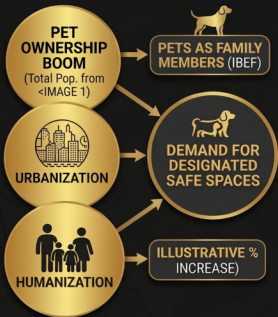 PET
OWNERSHIP
BOOM
(Total Pop. from
<IMAGE 1)
PETS AS FAMILY
MEMBERS (IBEF)
URBANIZATION
DEMAND FOR
DESIGNATED
SAFE SPACES
HUMANIZATION
ILLUSTRATIVE %
INCREASE)